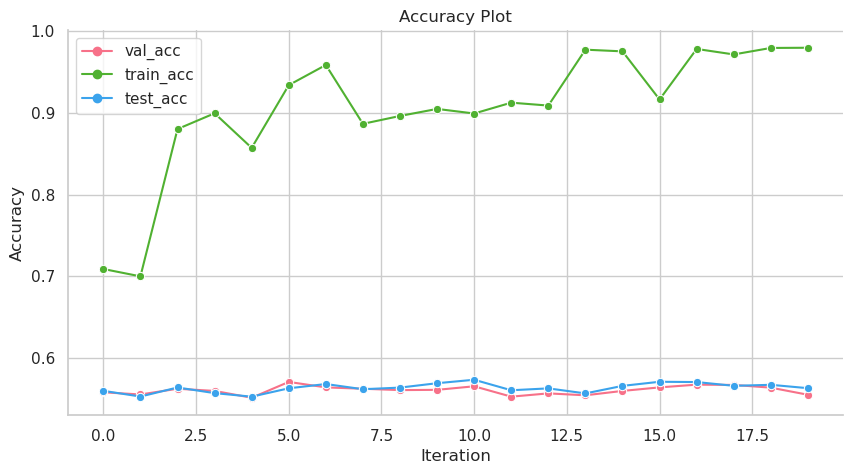 Accuracy Plot
val_acc
train_acc
test_acc
Accuracy
1.0
0.9
0.8
0.7
0.6
0.0 2.5 5.0 7.5 10.0 12.5 15.0 17.5
Iteration